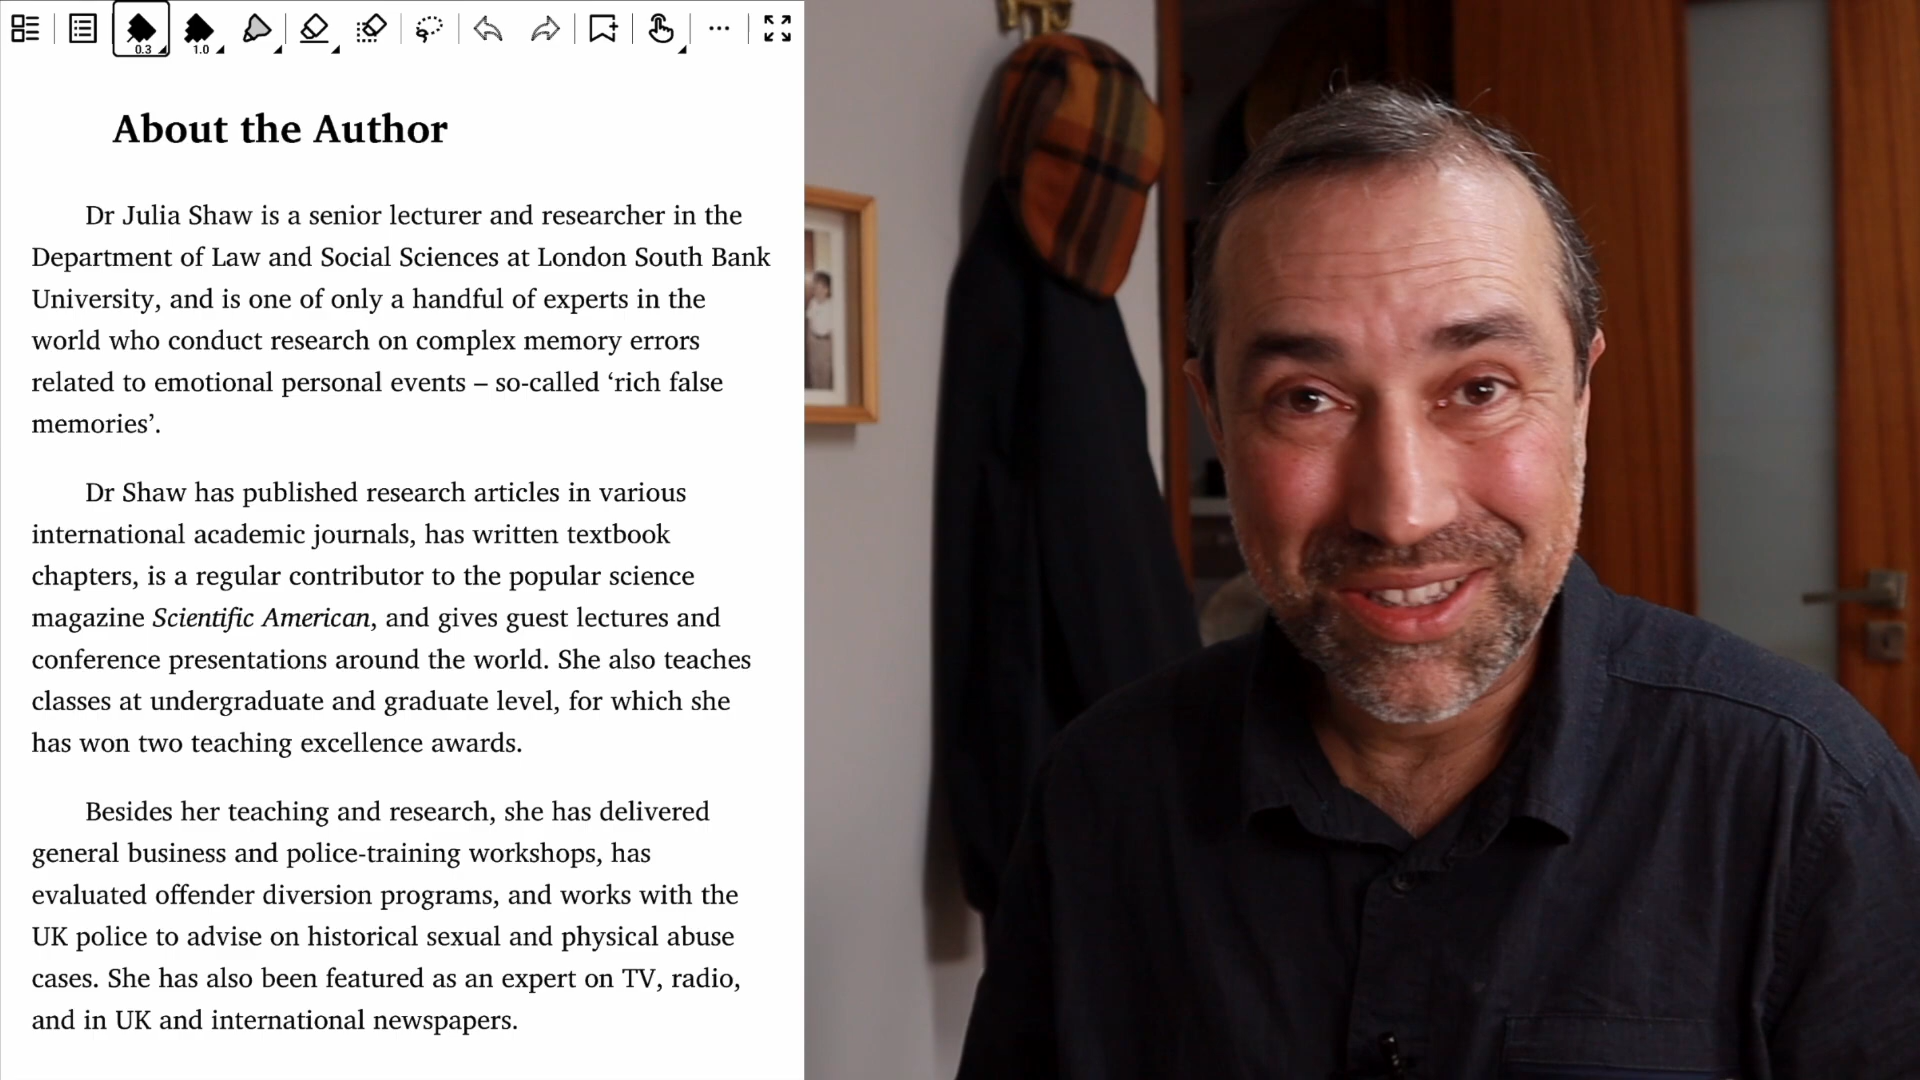 0.3
1.0
About the Author
Dr Julia Shaw is a senior lecturer and researcher in the
Department of Law and Social Sciences at London South Bank
University, and is one of only a handful of experts in the
world who conduct research on complex memory errors
related to emotional personal events – so-called ‘rich false
memories’.
Dr Shaw has published research articles in various
international academic journals, has written textbook
chapters, is a regular contributor to the popular science
magazine Scientific American, and gives guest lectures and
conference presentations around the world. She also teaches
classes at undergraduate and graduate level, for which she
has won two teaching excellence awards.
Besides her teaching and research, she has delivered
general business and police-training workshops, has
evaluated offender diversion programs, and works with the
UK police to advise on historical sexual and physical abuse
cases. She has also been featured as an expert on TV, radio,
and in UK and international newspapers.